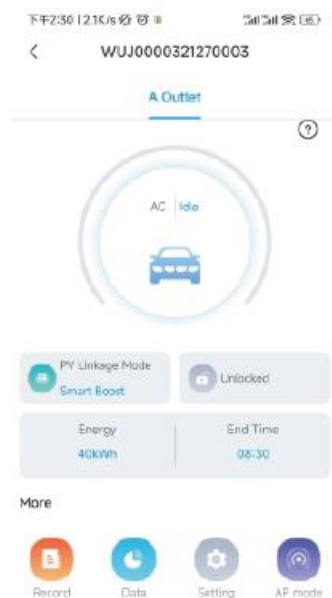 下午2:30 | 2.1K/s
WUJ0000321270003
A Outlet
?
AC | Idle
PV Linkage Mode
Smart Boost
Unlocked
Energy
End Time
40kWh
08:30
More
Record Data Setting AP mode